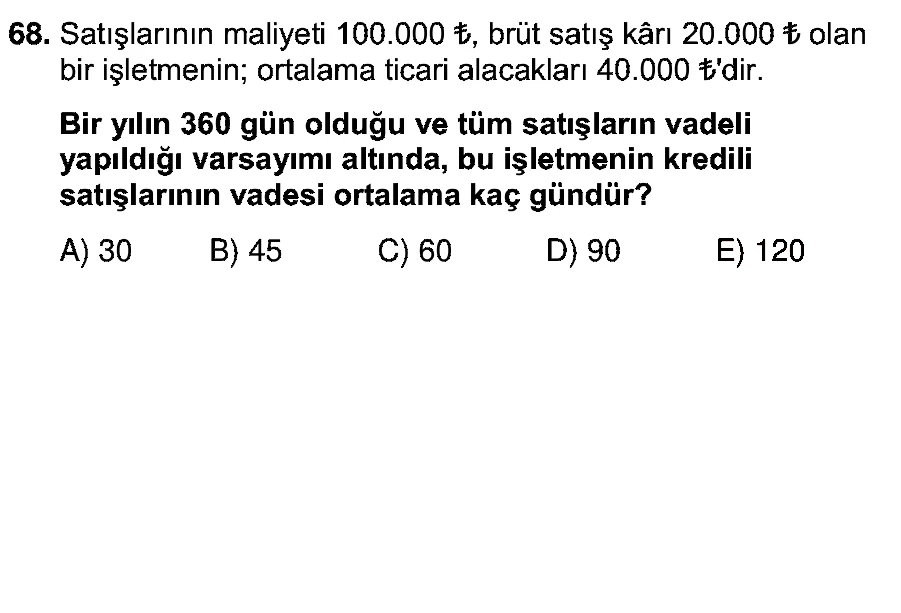 68. Satışlarının maliyeti 100.000 ₺, brüt satış kârı 20.000 ₺ olan
bir işletmenin; ortalama ticari alacakları 40.000 ₺'dir.
Bir yılın 360 gün olduğu ve tüm satışların vadeli
yapıldığı varsayımı altında, bu işletmenin kredili
satışlarının vadesi ortalama kaç gündür?
A) 30 B) 45 C) 60 D) 90 E) 120